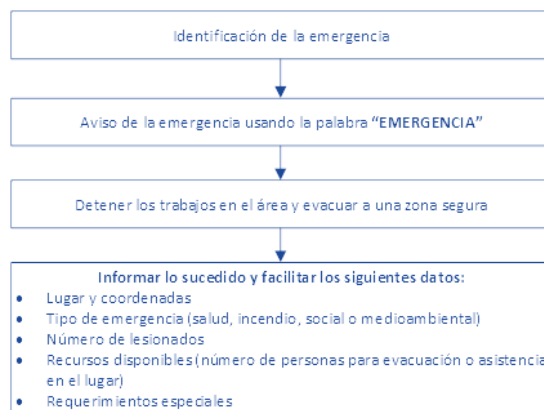 Identificación de la emergencia
Aviso de la emergencia usando la palabra “EMERGENCIA”
Detener los trabajos en el área y evacuar a una zona segura
Informar lo sucedido y facilitar los siguientes datos:
• Lugar y coordenadas
• Tipo de emergencia (salud, incendio, social o medioambiental)
• Número de lesionados
• Recursos disponibles (número de personas para evacuación o asistencia
en el lugar)
• Requerimientos especiales